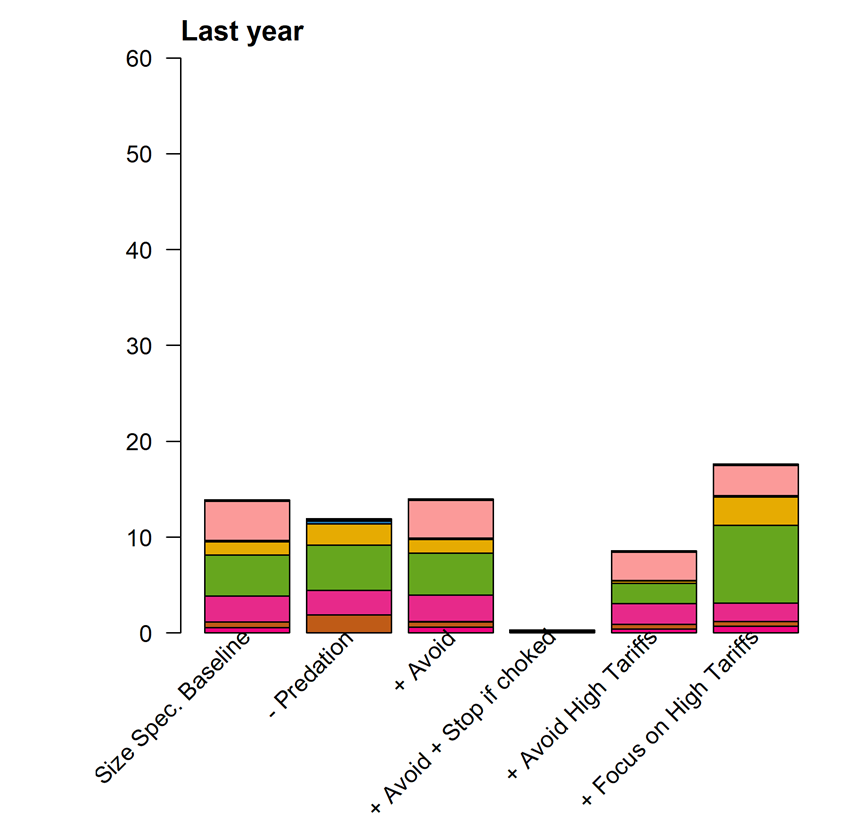 Last year
60
50
40
30
20
10
0
Size Spec. Baseline
- Predation
+ Avoid
+ Avoid + Stop if choked
+ Avoid High Tariffs
+ Focus on High Tariffs